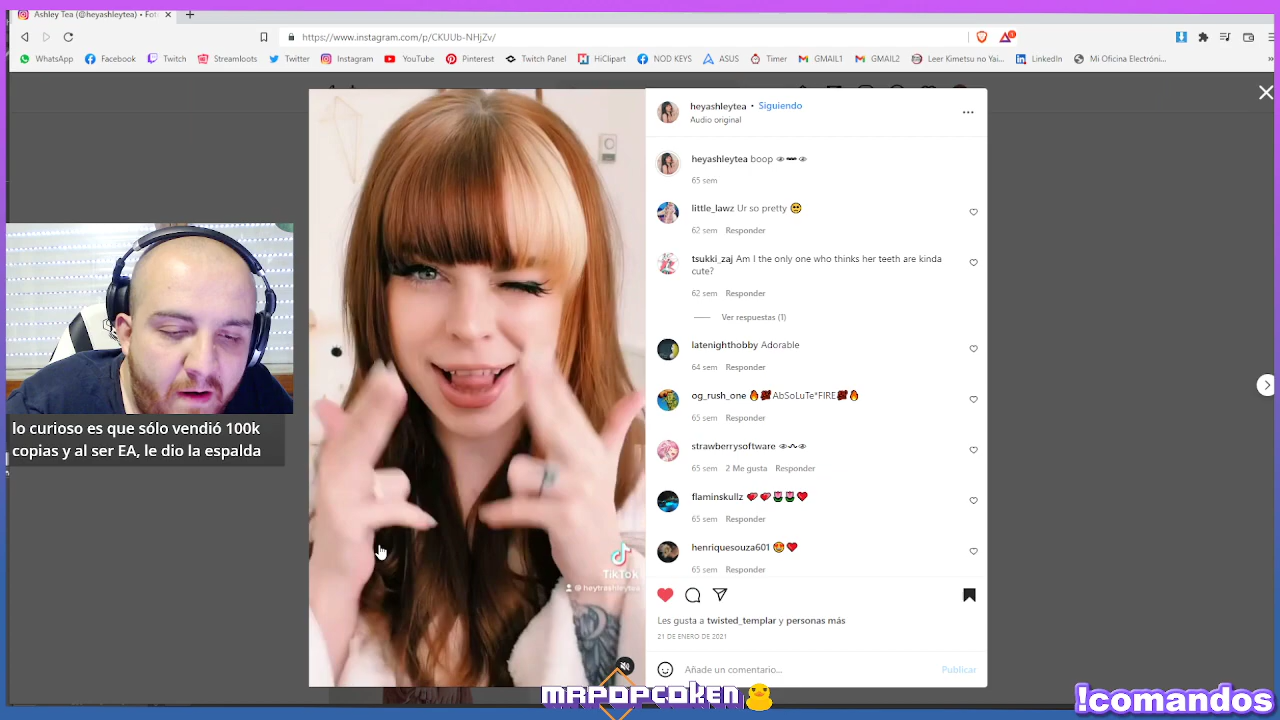 Ashley Tea (@heyashleytea) • Fot
https://www.instagram.com/p/CKUUb-NHjZv/
WhatsApp Facebook Twitch Streamloots Twitter Instagram YouTube Pinterest Twitch Panel HiClipart NOD KEYS ASUS Timer GMAIL1 GMAIL2 Leer Kimetsu no Yai... LinkedIn Mi Oficina Electróni...
heyashleytea • Siguiendo
Audio original
heyashleytea boop
65 sem
little_lawz Ur so pretty 😍
62 sem Responder
tsukki_zaj Am I the only one who thinks her teeth are kinda
cute?
62 sem Responder
Ver respuestas (1)
latenighthobby Adorable
64 sem Responder
og_rush_one 🔥 AbSoLuTe*FIRE 🔥
65 sem Responder
strawberrysoftware
65 sem 2 Me gusta Responder
flaminskullz
65 sem Responder
henriquesouza601 😍❤
65 sem Responder
Les gusta a twisted_templar y personas más
21 DE ENERO DE 2021
Añade un comentario...
Publicar
lo curioso es que sólo vendió 100k
copias y al ser EA, le dio la espalda
TikTok
@heytrashleytea
MRPOPCOKEN
!comandos